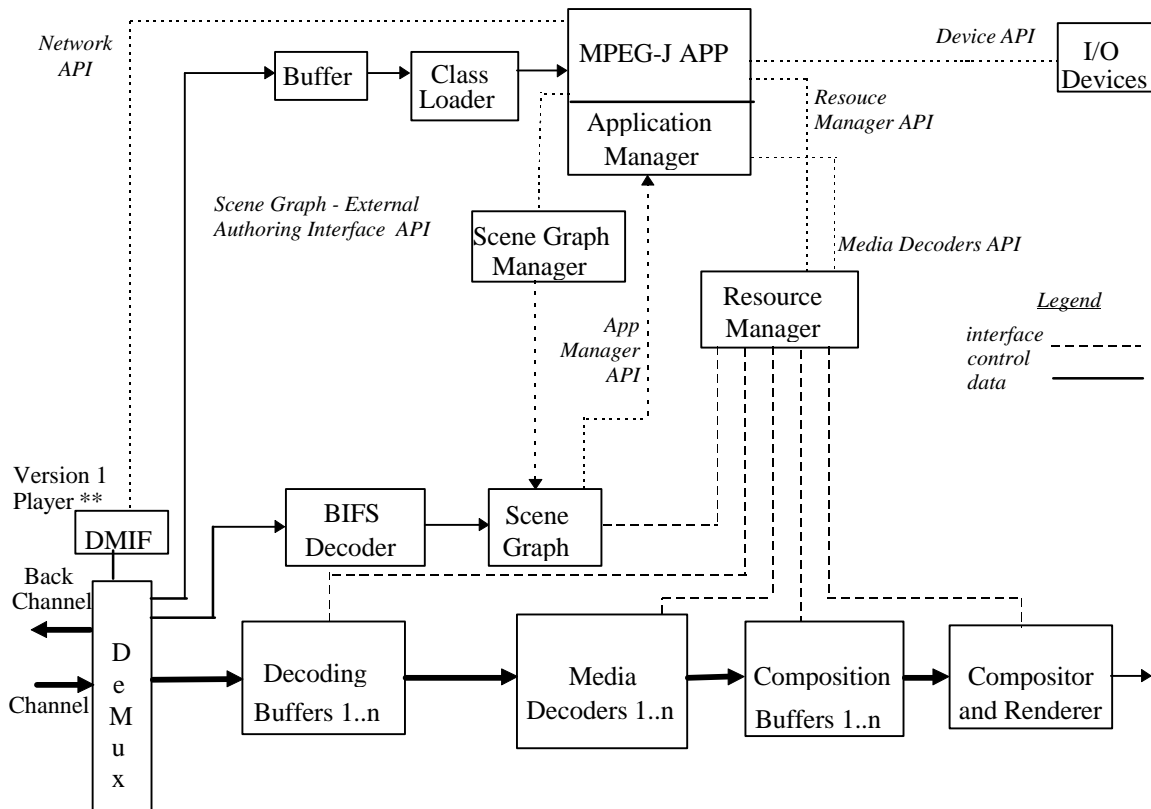 Network
API
Buffer
Class
Loader
MPEG-J APP
Application
Manager
Device API
I/O
Devices
Resouce
Manager API
Scene Graph - External
Authoring Interface API
Scene Graph
Manager
Media Decoders API
Resource
Manager
App
Manager
API
Legend
interface
control
data
Version 1
Player **
DMIF
BIFS
Decoder
Scene
Graph
Back
Channel
Channel
D
e
M
u
x
Decoding
Buffers 1..n
Media
Decoders 1..n
Composition
Buffers 1..n
Compositor
and Renderer